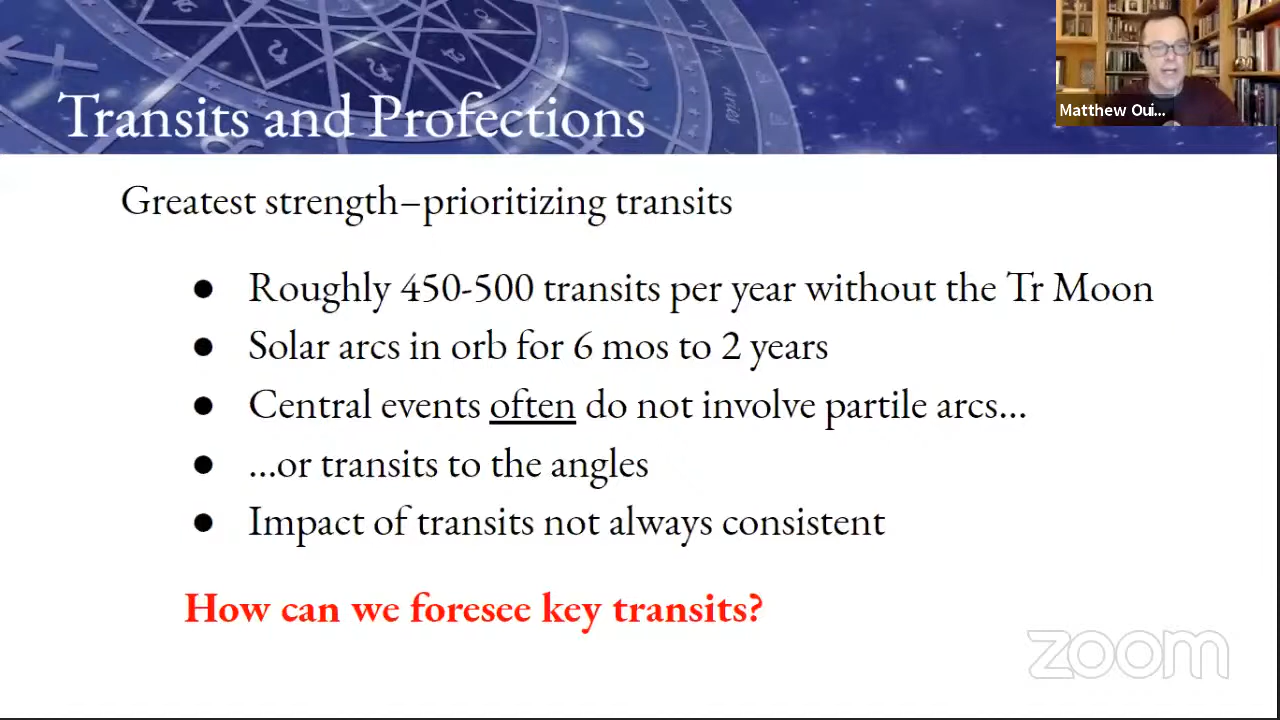 Transits and Profections
Matthew Oui...
Greatest strength–prioritizing transits
● Roughly 450-500 transits per year without the Tr Moon
● Solar arcs in orb for 6 mos to 2 years
● Central events often do not involve partile arcs...
● ...or transits to the angles
● Impact of transits not always consistent
How can we foresee key transits?
zoom